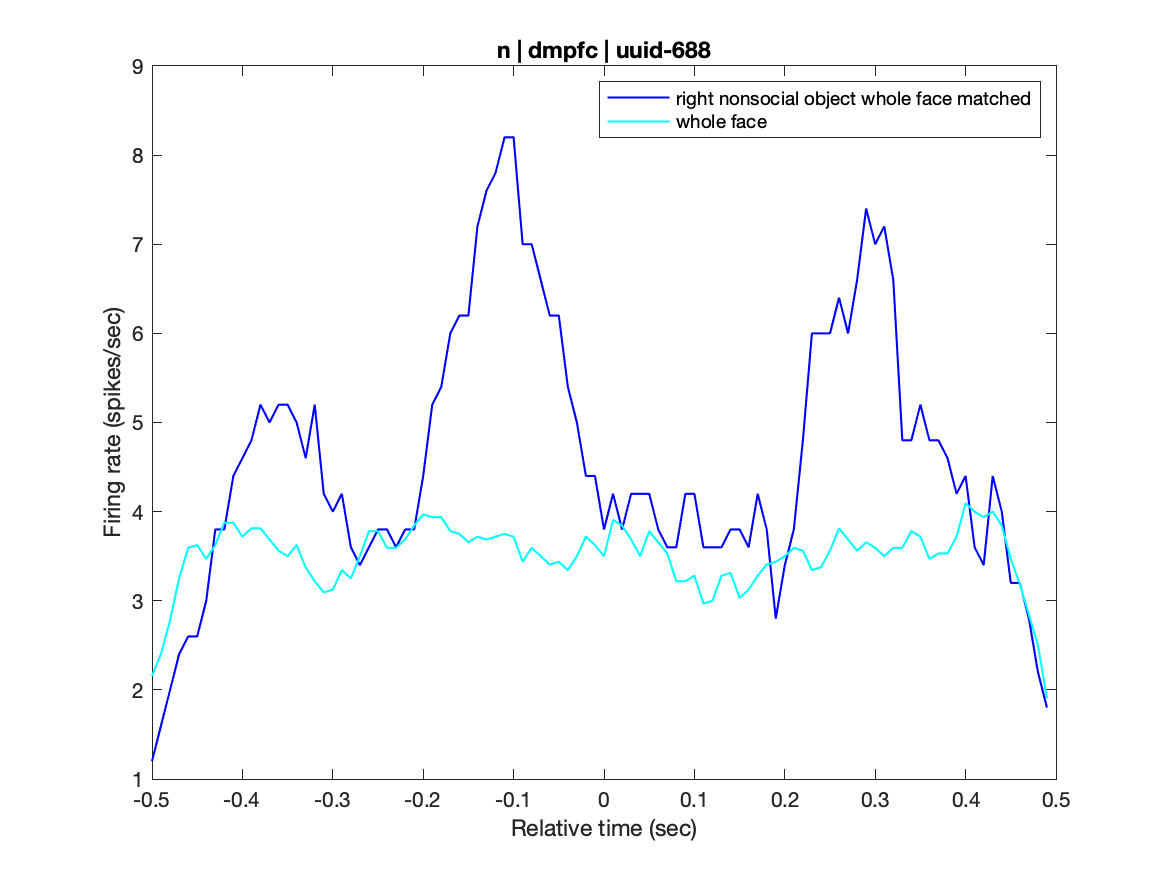 n | dmpfc | uuid-688
right nonsocial object whole face matched
whole face
Firing rate (spikes/sec)
9
8
7
6
5
4
3
2
1
-0.5 -0.4 -0.3 -0.2 -0.1 0 0.1 0.2 0.3 0.4 0.5
Relative time (sec)